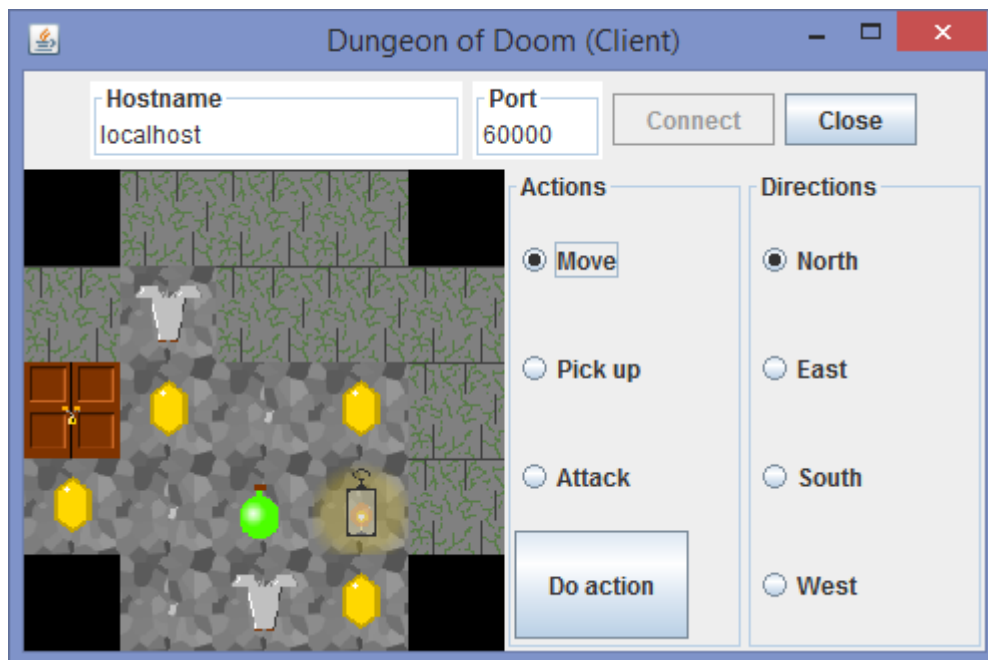 Dungeon of Doom (Client)
Hostname
localhost
Port
60000
Connect
Close
Actions
Move
Pick up
Attack
Do action
Directions
North
East
South
West